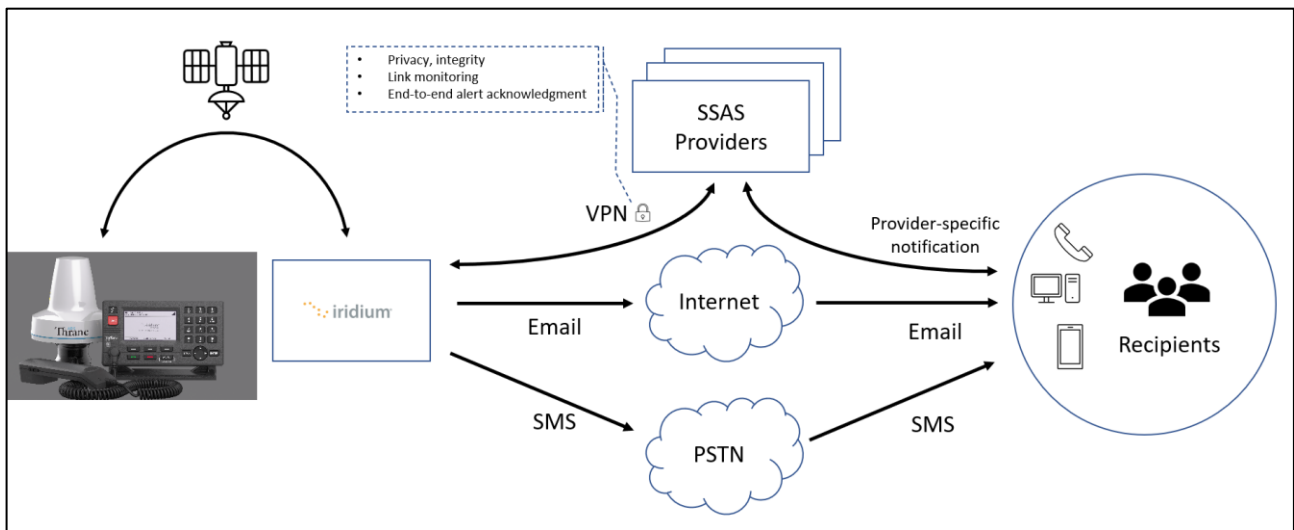 Privacy, integrity
Link monitoring
End-to-end alert acknowledgment
SSAS
Providers
VPN
Provider-specific
notification
Thrane
iridium
Internet
Email
Email
Recipients
SMS
SMS
PSTN